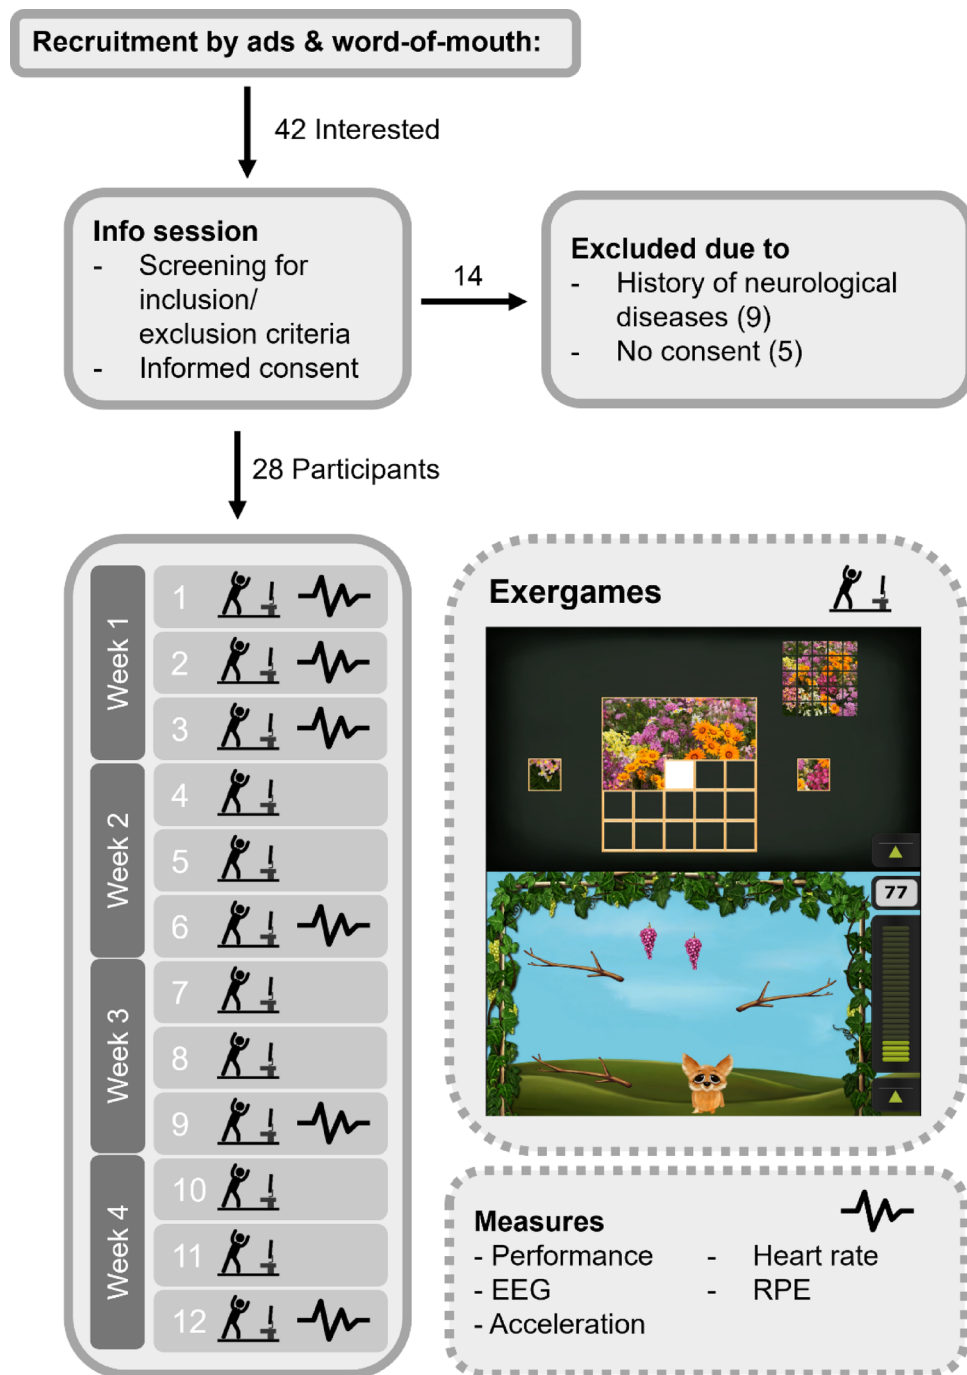 Recruitment by ads & word-of-mouth:
42 Interested
Info session
- Screening for
inclusion/
exclusion criteria
- Informed consent
14
Excluded due to
- History of neurological
diseases (9)
- No consent (5)
28 Participants
Week 1
1
2
3
Week 2
4
5
6
Week 3
7
8
9
Week 4
10
11
12
Exergames
77
Measures
- Performance
- EEG
- Acceleration
- Heart rate
- RPE